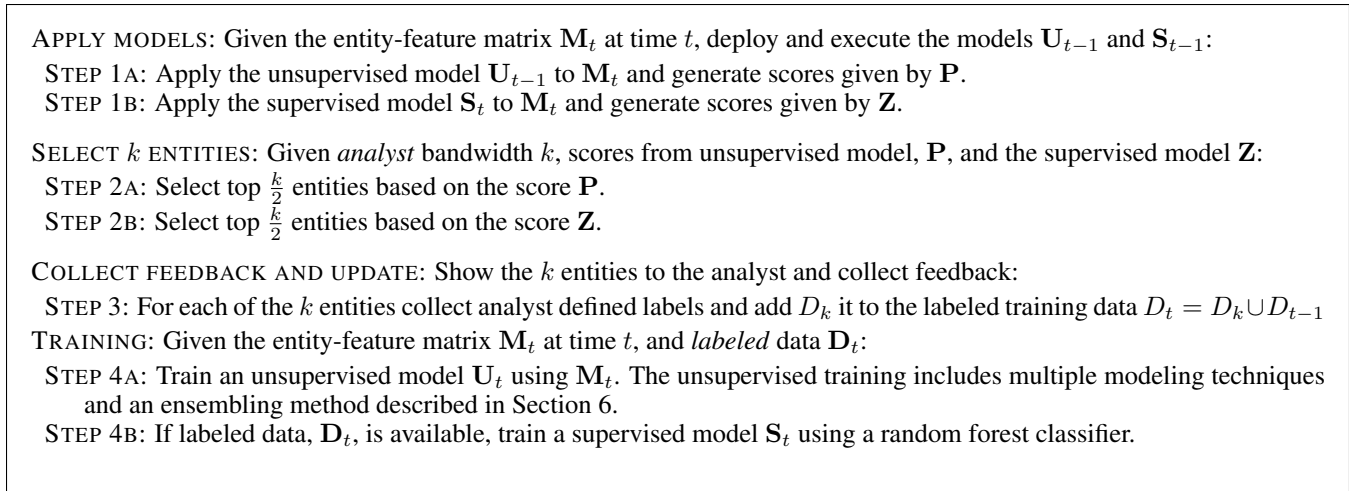 APPLY MODELS: Given the entity-feature matrix M_t at time t, deploy and execute the models U_{t−1} and S_{t−1}:
STEP 1A: Apply the unsupervised model U_{t−1} to M_t and generate scores given by P.
STEP 1B: Apply the supervised model S_t to M_t and generate scores given by Z.
SELECT k ENTITIES: Given analyst bandwidth k, scores from unsupervised model, P, and the supervised model Z:
STEP 2A: Select top k/2 entities based on the score P.
STEP 2B: Select top k/2 entities based on the score Z.
COLLECT FEEDBACK AND UPDATE: Show the k entities to the analyst and collect feedback:
STEP 3: For each of the k entities collect analyst defined labels and add D_k it to the labeled training data D_t = D_k ∪ D_{t−1}
TRAINING: Given the entity-feature matrix M_t at time t, and labeled data D_t:
STEP 4A: Train an unsupervised model U_t using M_t. The unsupervised training includes multiple modeling techniques
and an ensembling method described in Section 6.
STEP 4B: If labeled data, D_t, is available, train a supervised model S_t using a random forest classifier.